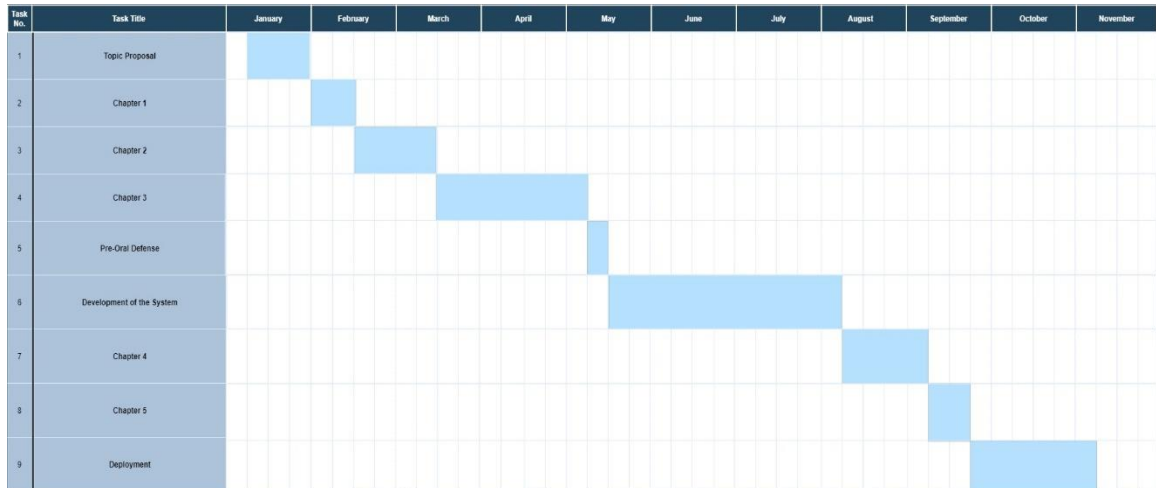 Task No. Task Title January February March April May June July August September October November
1 Topic Proposal
2 Chapter 1
3 Chapter 2
4 Chapter 3
5 Pre-Oral Defense
6 Development of the System
7 Chapter 4
8 Chapter 5
9 Deployment